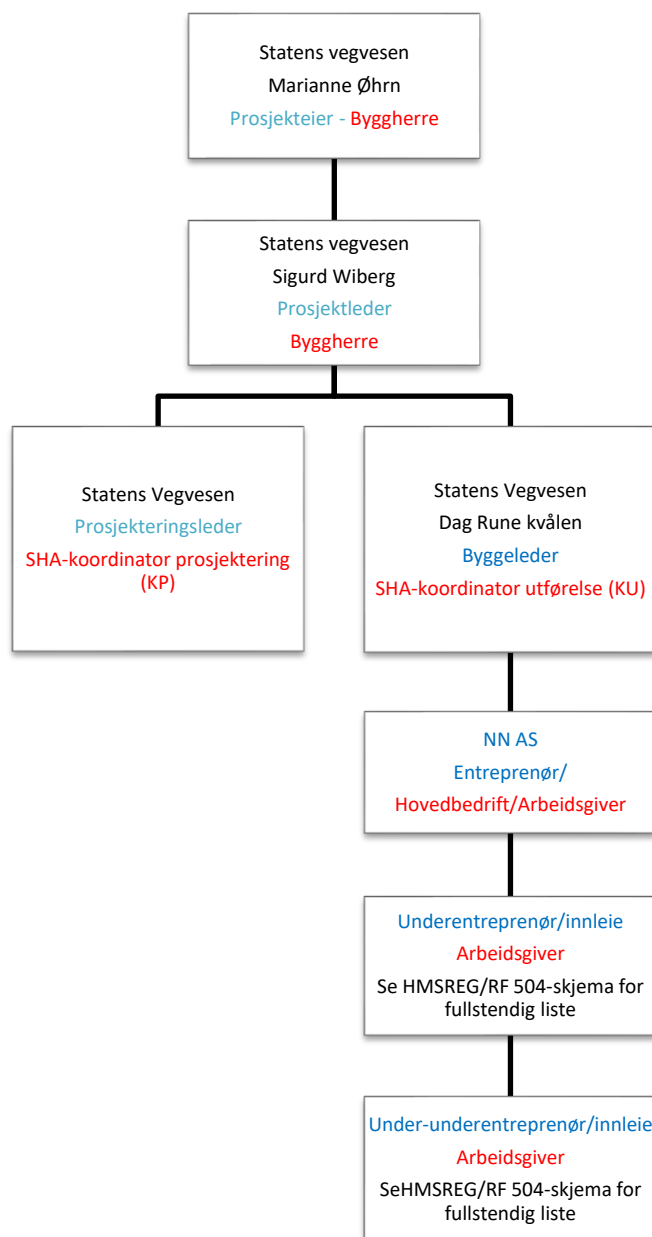 Statens vegvesen
Marianne Øhrn
Prosjekteier - Byggherre
Statens vegvesen
Sigurd Wiberg
Prosjektleder
Byggherre
Statens Vegvesen
Prosjekteringsleder
SHA-koordinator prosjektering
(KP)
Statens Vegvesen
Dag Rune kvålen
Byggeleder
SHA-koordinator utførelse (KU)
NN AS
Entreprenør/
Hovedbedrift/Arbeidsgiver
Underentreprenør/innleie
Arbeidsgiver
Se HMSREG/RF 504-skjema for
fullstendig liste
Under-underentreprenør/innleie
Arbeidsgiver
SeHMSREG/RF 504-skjema for
fullstendig liste